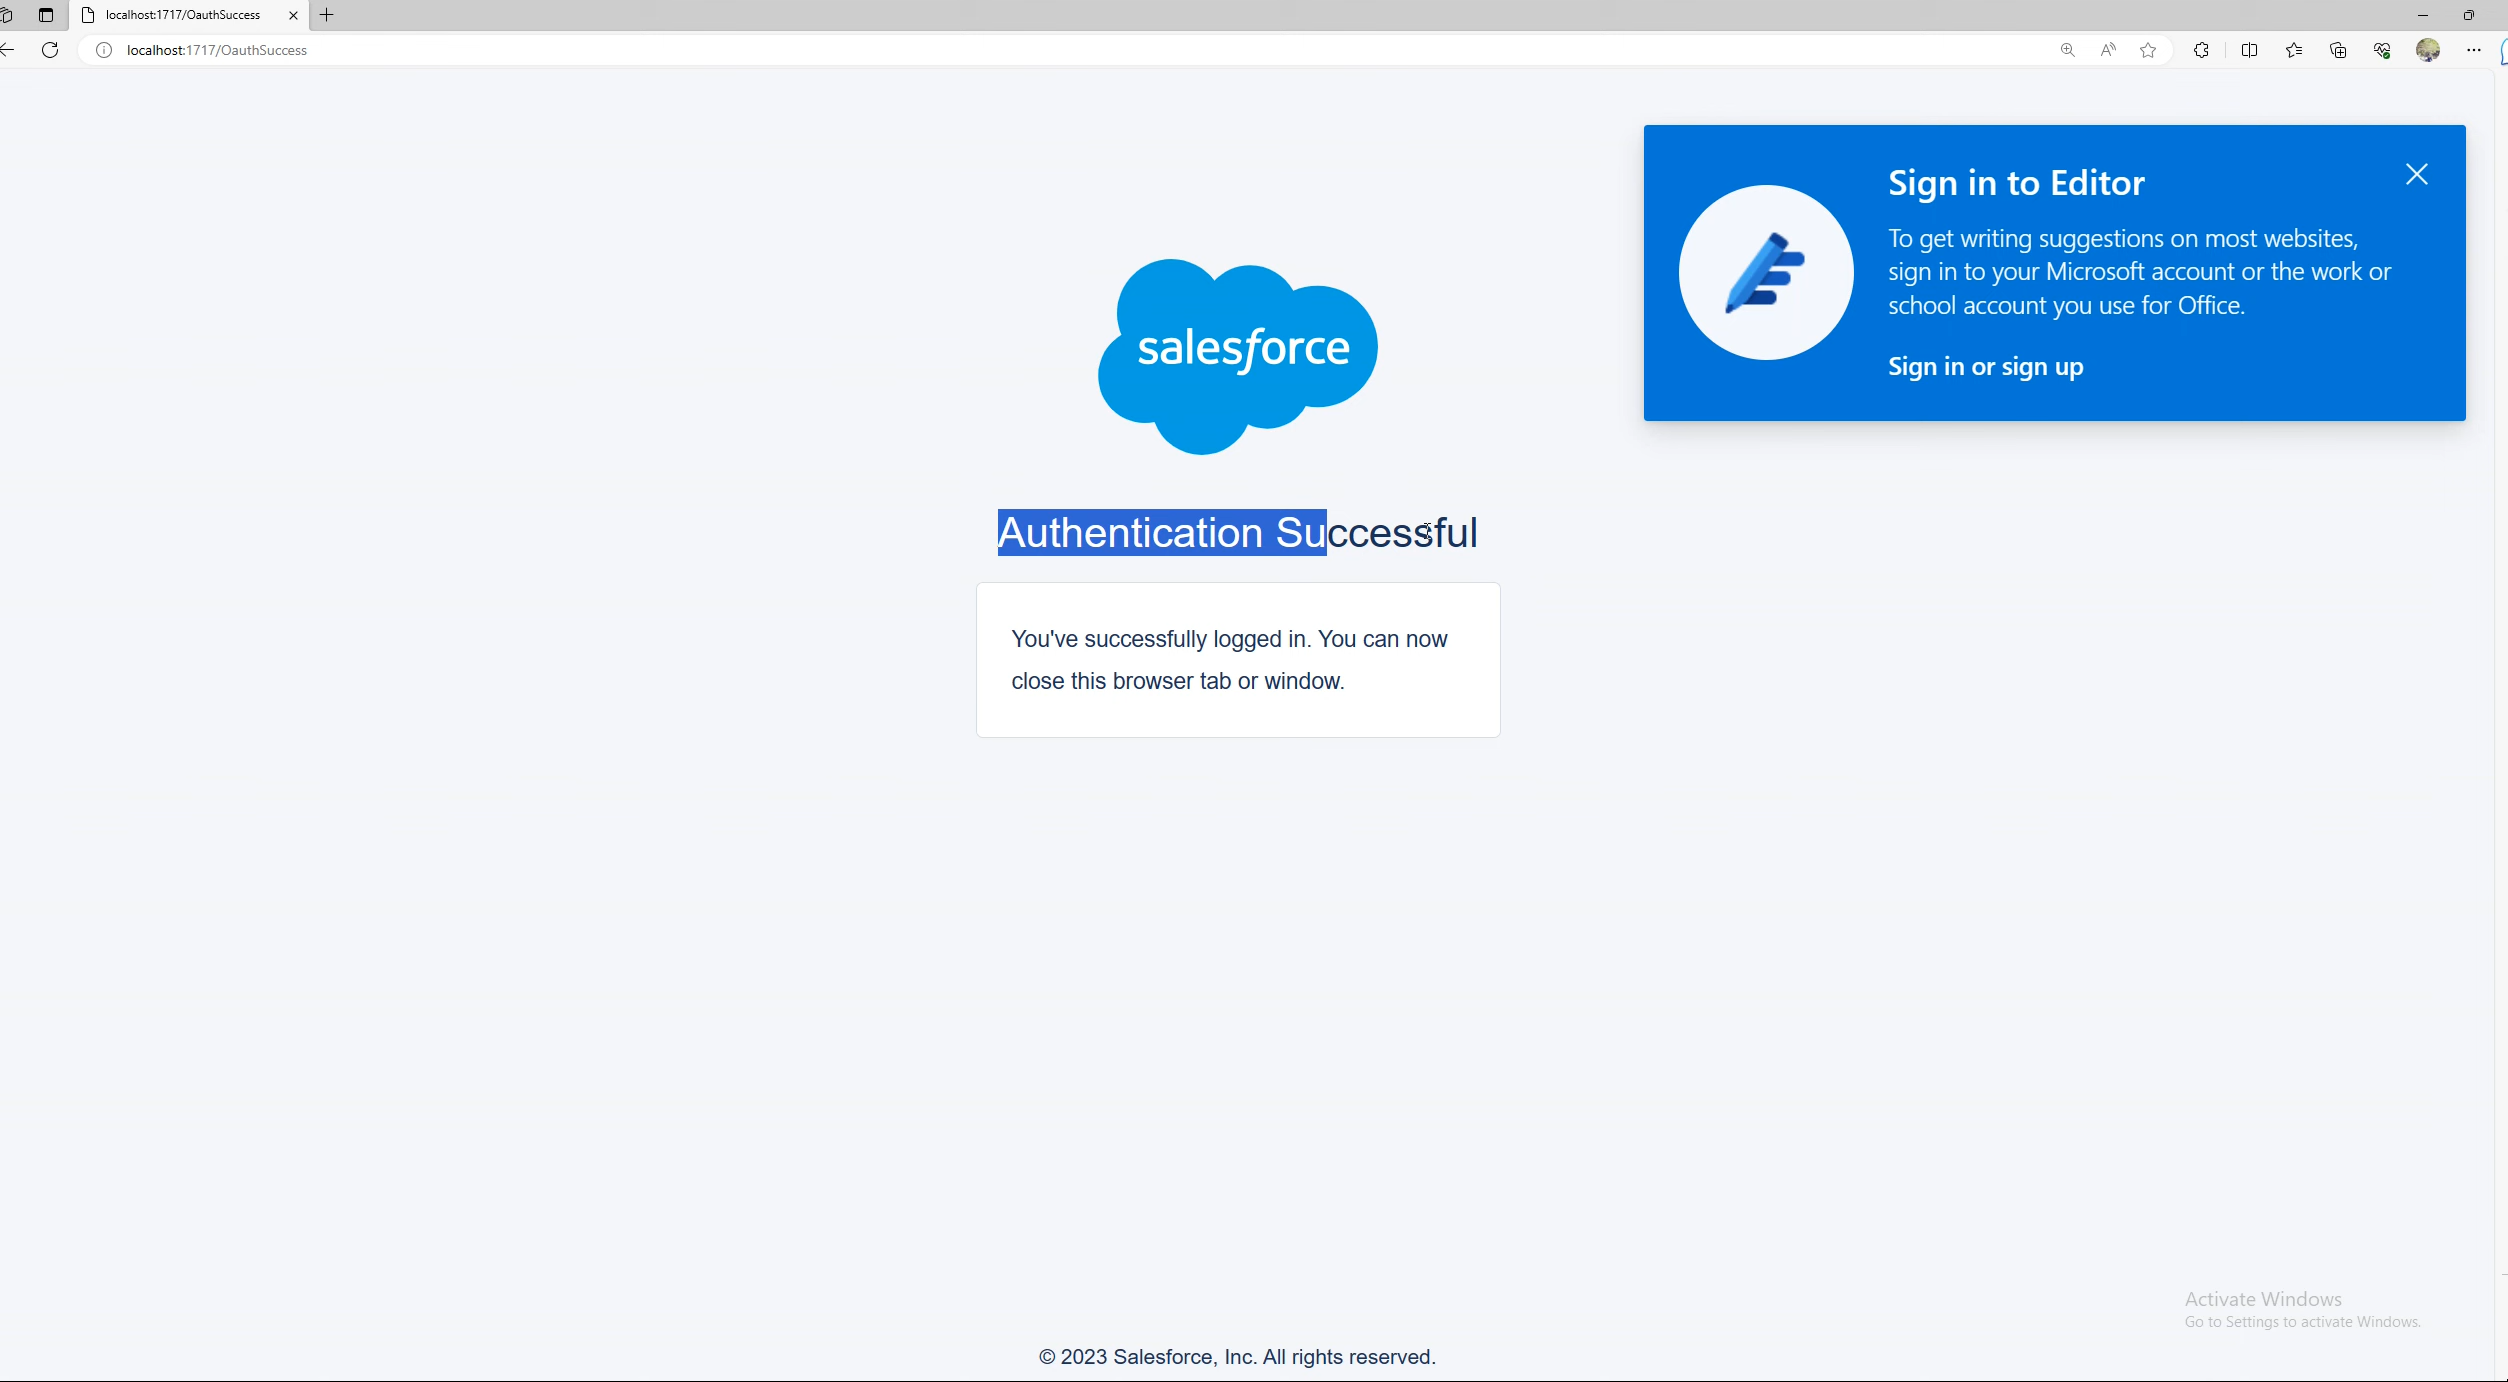 localhost:1717/OauthSuccess
localhost:1717/OauthSuccess
Sign in to Editor
To get writing suggestions on most websites,
sign in to your Microsoft account or the work or
school account you use for Office.
Sign in or sign up
salesforce
Authentication Successful
You've successfully logged in. You can now
close this browser tab or window.
Activate Windows
Go to Settings to activate Windows.
© 2023 Salesforce, Inc. All rights reserved.